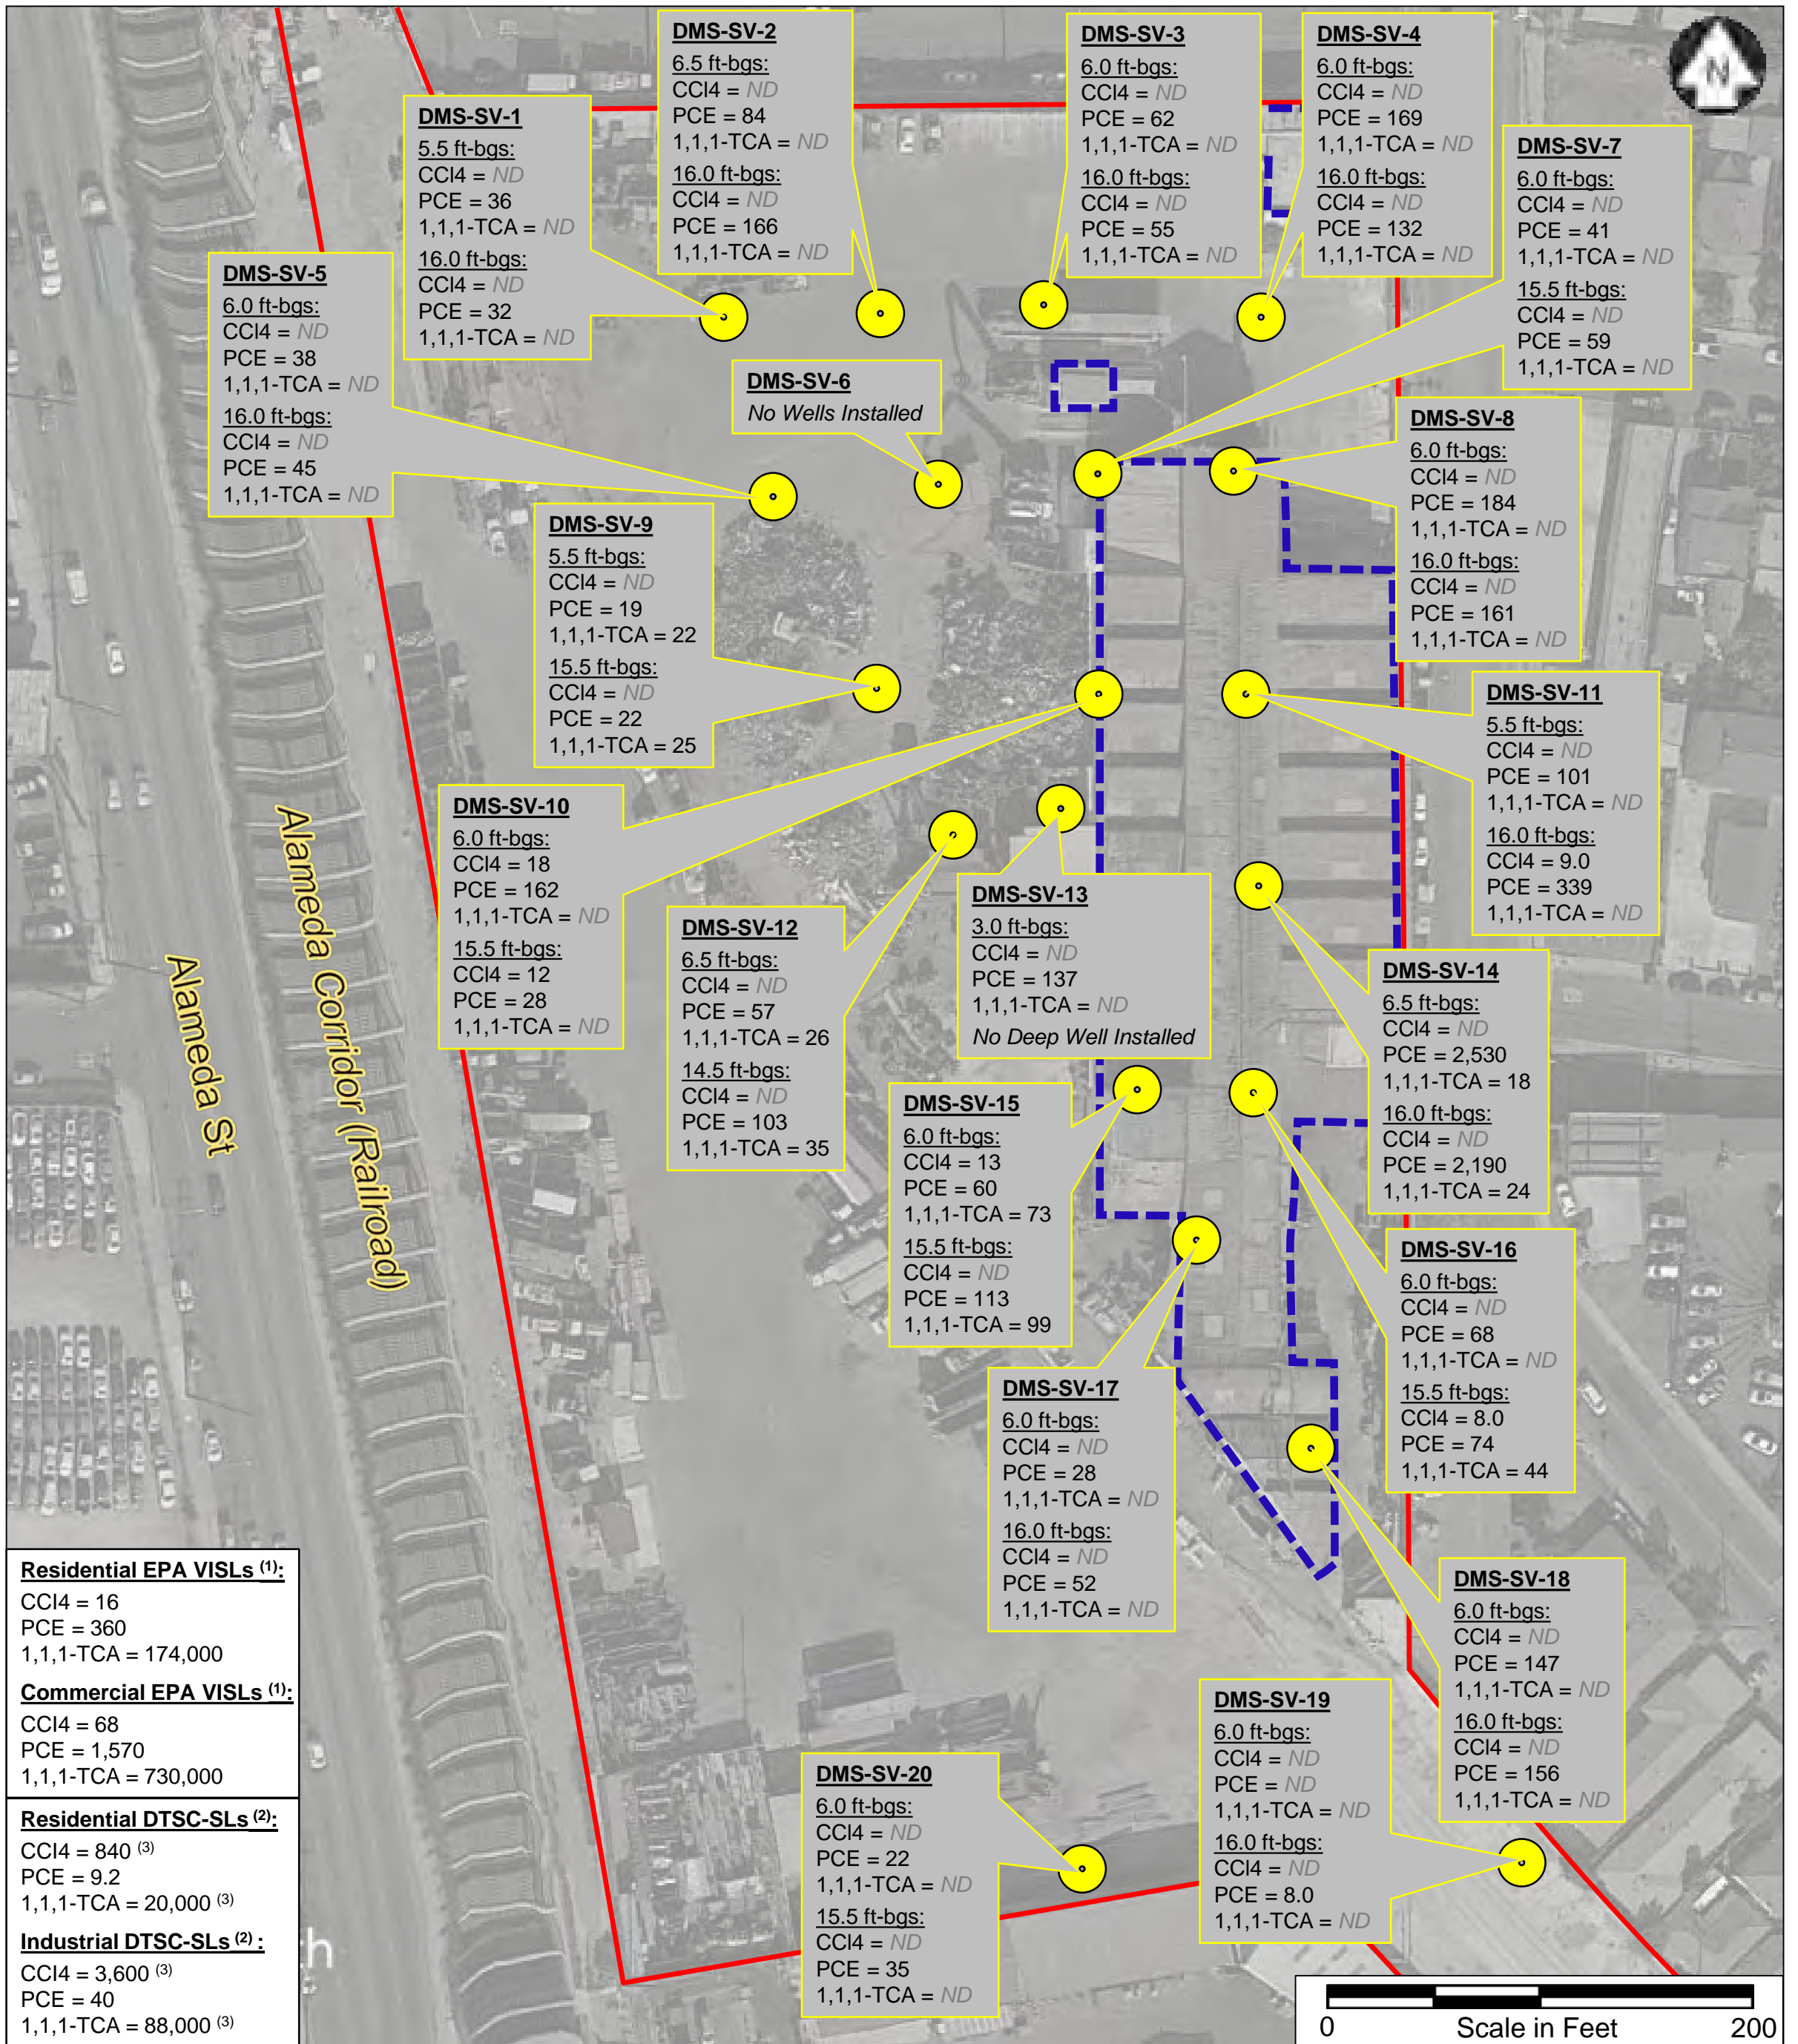 DMS-SV-2
6.5 ft-bgs:
CCl4 = ND
PCE = 84
1,1,1-TCA = ND
16.0 ft-bgs:
CCl4 = ND
PCE = 166
1,1,1-TCA = ND
DMS-SV-3
6.0 ft-bgs:
CCl4 = ND
PCE = 62
1,1,1-TCA = ND
16.0 ft-bgs:
CCl4 = ND
PCE = 55
1,1,1-TCA = ND
DMS-SV-4
6.0 ft-bgs:
CCl4 = ND
PCE = 169
1,1,1-TCA = ND
16.0 ft-bgs:
CCl4 = ND
PCE = 132
1,1,1-TCA = ND
N
DMS-SV-1
5.5 ft-bgs:
CCl4 = ND
PCE = 36
1,1,1-TCA = ND
16.0 ft-bgs:
CCl4 = ND
PCE = 32
1,1,1-TCA = ND
DMS-SV-7
6.0 ft-bgs:
CCl4 = ND
PCE = 41
1,1,1-TCA = ND
15.5 ft-bgs:
CCl4 = ND
PCE = 59
1,1,1-TCA = ND
DMS-SV-5
6.0 ft-bgs:
CCl4 = ND
PCE = 38
1,1,1-TCA = ND
16.0 ft-bgs:
CCl4 = ND
PCE = 45
1,1,1-TCA = ND
DMS-SV-6
No Wells Installed
DMS-SV-8
6.0 ft-bgs:
CCl4 = ND
PCE = 184
1,1,1-TCA = ND
16.0 ft-bgs:
CCl4 = ND
PCE = 161
1,1,1-TCA = ND
DMS-SV-9
5.5 ft-bgs:
CCl4 = ND
PCE = 19
1,1,1-TCA = 22
15.5 ft-bgs:
CCl4 = ND
PCE = 22
1,1,1-TCA = 25
DMS-SV-11
5.5 ft-bgs:
CCl4 = ND
PCE = 101
1,1,1-TCA = ND
16.0 ft-bgs:
CCl4 = 9.0
PCE = 339
1,1,1-TCA = ND
DMS-SV-10
6.0 ft-bgs:
CCl4 = 18
PCE = 162
1,1,1-TCA = ND
15.5 ft-bgs:
CCl4 = 12
PCE = 28
1,1,1-TCA = ND
Alameda Corridor (Railroad)
Alameda St
DMS-SV-12
6.5 ft-bgs:
CCl4 = ND
PCE = 57
1,1,1-TCA = 26
14.5 ft-bgs:
CCl4 = ND
PCE = 103
1,1,1-TCA = 35
DMS-SV-13
3.0 ft-bgs:
CCl4 = ND
PCE = 137
1,1,1-TCA = ND
No Deep Well Installed
DMS-SV-14
6.5 ft-bgs:
CCl4 = ND
PCE = 2,530
1,1,1-TCA = 18
16.0 ft-bgs:
CCl4 = ND
PCE = 2,190
1,1,1-TCA = 24
DMS-SV-15
6.0 ft-bgs:
CCl4 = 13
PCE = 60
1,1,1-TCA = 73
15.5 ft-bgs:
CCl4 = ND
PCE = 113
1,1,1-TCA = 99
DMS-SV-16
6.0 ft-bgs:
CCl4 = ND
PCE = 68
1,1,1-TCA = ND
15.5 ft-bgs:
CCl4 = 8.0
PCE = 74
1,1,1-TCA = 44
DMS-SV-17
6.0 ft-bgs:
CCl4 = ND
PCE = 28
1,1,1-TCA = ND
16.0 ft-bgs:
CCl4 = ND
PCE = 52
1,1,1-TCA = ND
DMS-SV-18
6.0 ft-bgs:
CCl4 = ND
PCE = 147
1,1,1-TCA = ND
16.0 ft-bgs:
CCl4 = ND
PCE = 156
1,1,1-TCA = ND
DMS-SV-19
6.0 ft-bgs:
CCl4 = ND
PCE = ND
1,1,1-TCA = ND
16.0 ft-bgs:
CCl4 = ND
PCE = 8.0
1,1,1-TCA = ND
DMS-SV-20
6.0 ft-bgs:
CCl4 = ND
PCE = 22
1,1,1-TCA = ND
15.5 ft-bgs:
CCl4 = ND
PCE = 35
1,1,1-TCA = ND
Residential EPA VISLs (1):
CCl4 = 16
PCE = 360
1,1,1-TCA = 174,000
Commercial EPA VISLs (1):
CCl4 = 68
PCE = 1,570
1,1,1-TCA = 730,000
Residential DTSC-SLs (2):
CCl4 = 840 (3)
PCE = 9.2
1,1,1-TCA = 20,000 (3)
Industrial DTSC-SLs (2) :
CCl4 = 3,600 (3)
PCE = 40
1,1,1-TCA = 88,000 (3)
0 Scale in Feet 200